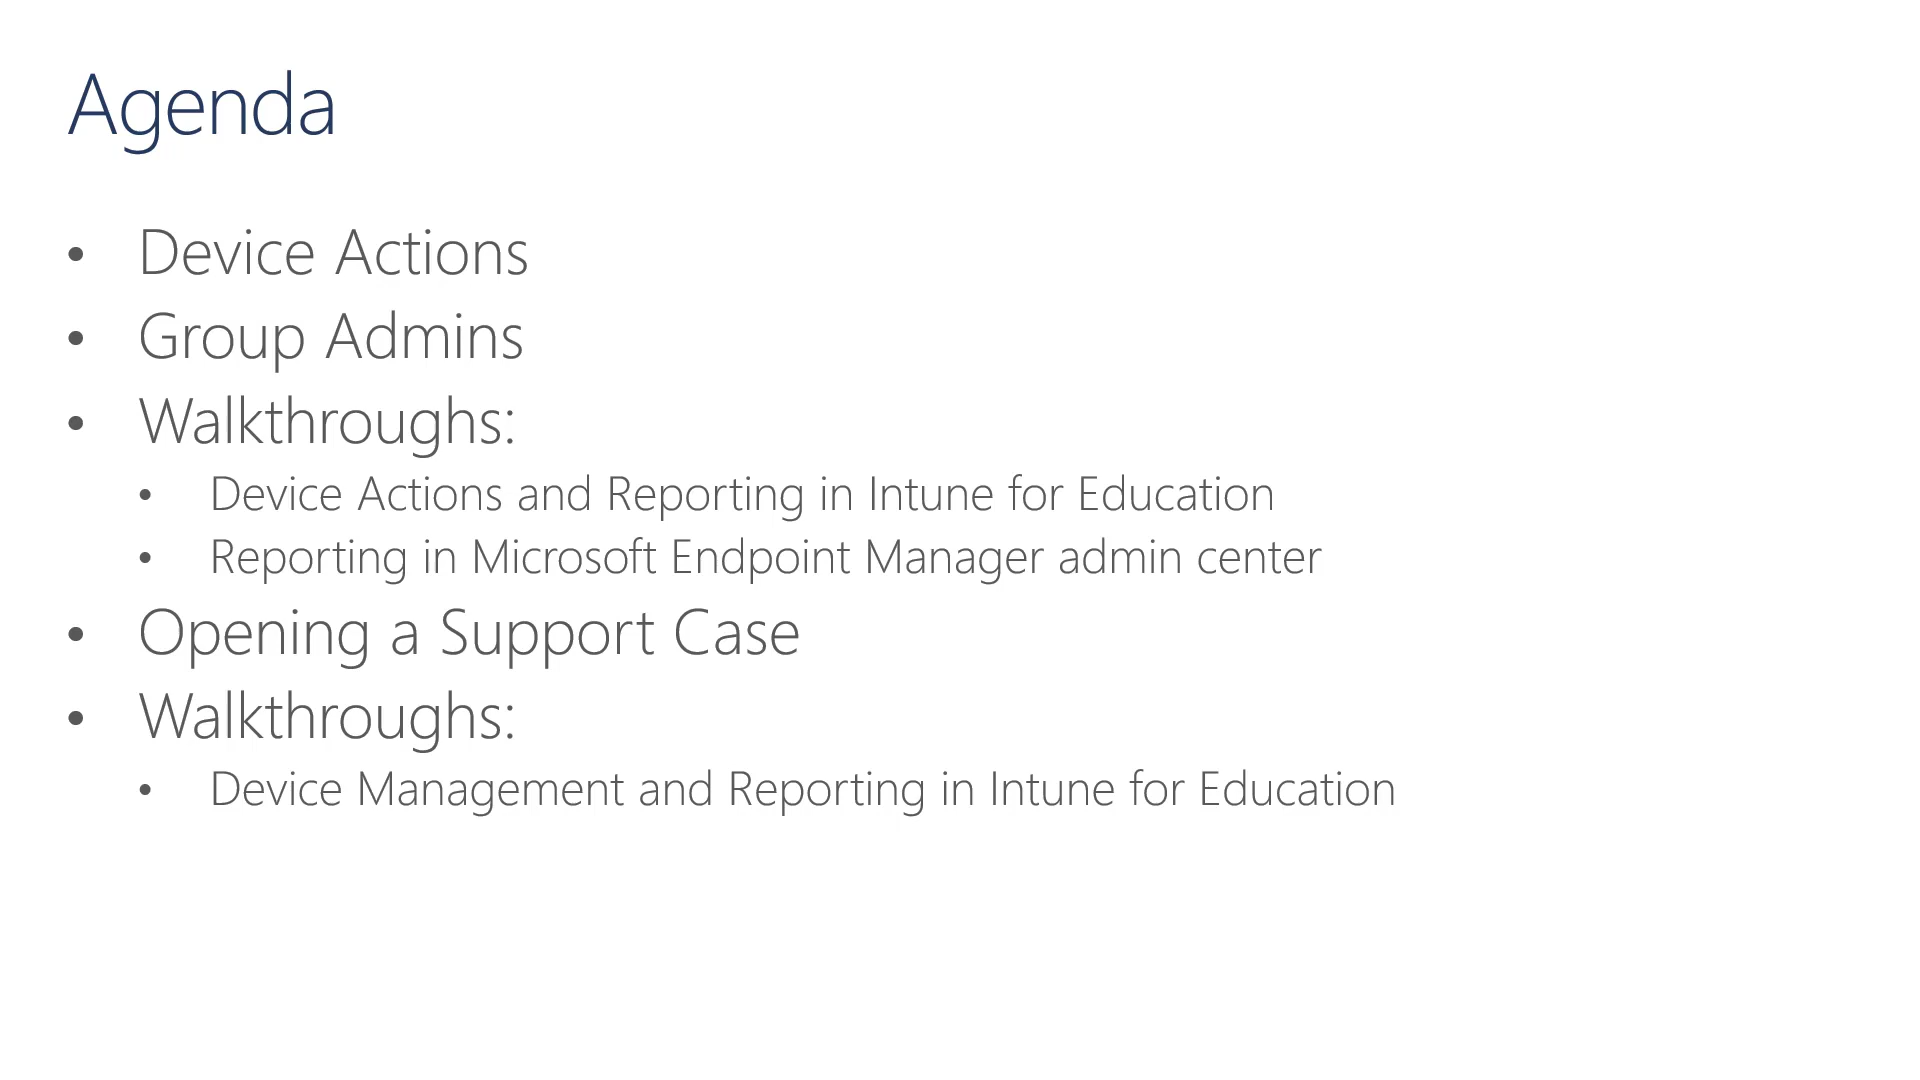 Agenda
• Device Actions
• Group Admins
• Walkthroughs:
• Device Actions and Reporting in Intune for Education
• Reporting in Microsoft Endpoint Manager admin center
• Opening a Support Case
• Walkthroughs:
• Device Management and Reporting in Intune for Education